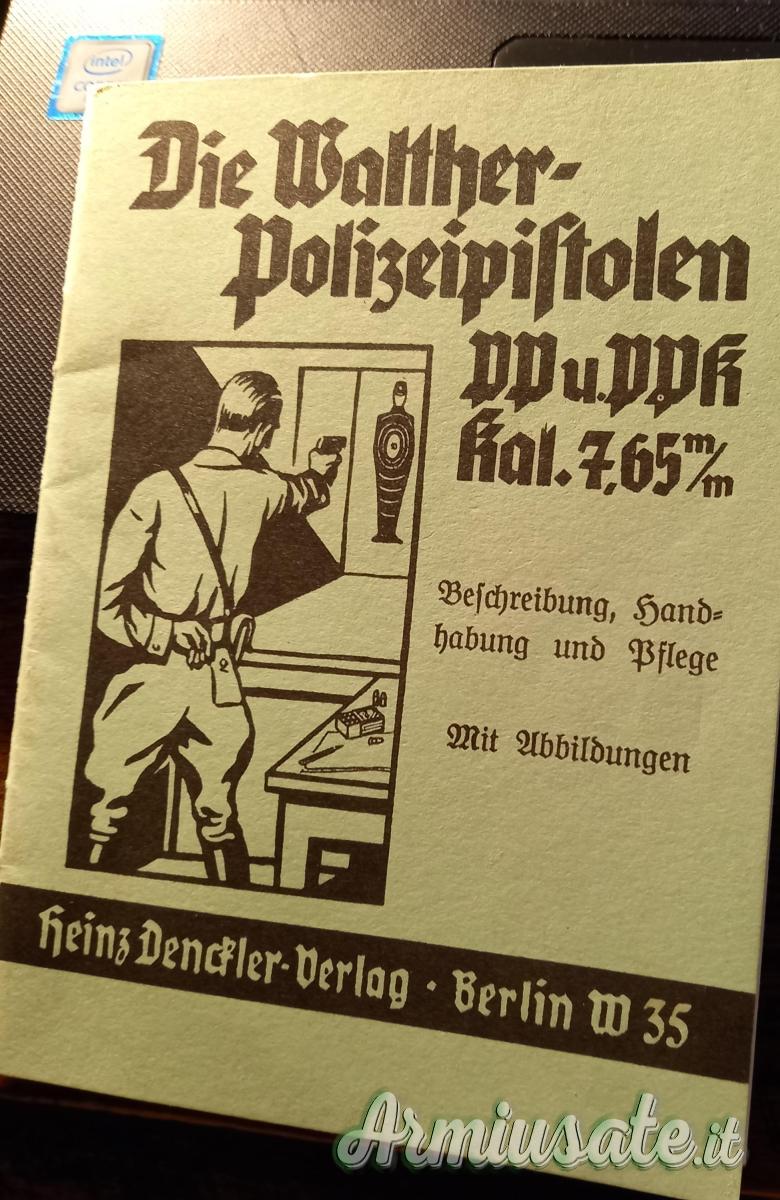 intel
Die Walther-
Polizeipiſtolen
PP u. PPK
Kal. 7,65 m/m
Beſchreibung, Hand-
habung und Pflege
Mit Abbildungen
Heinz Denckler-Verlag · Berlin W 35
Armiusate.it